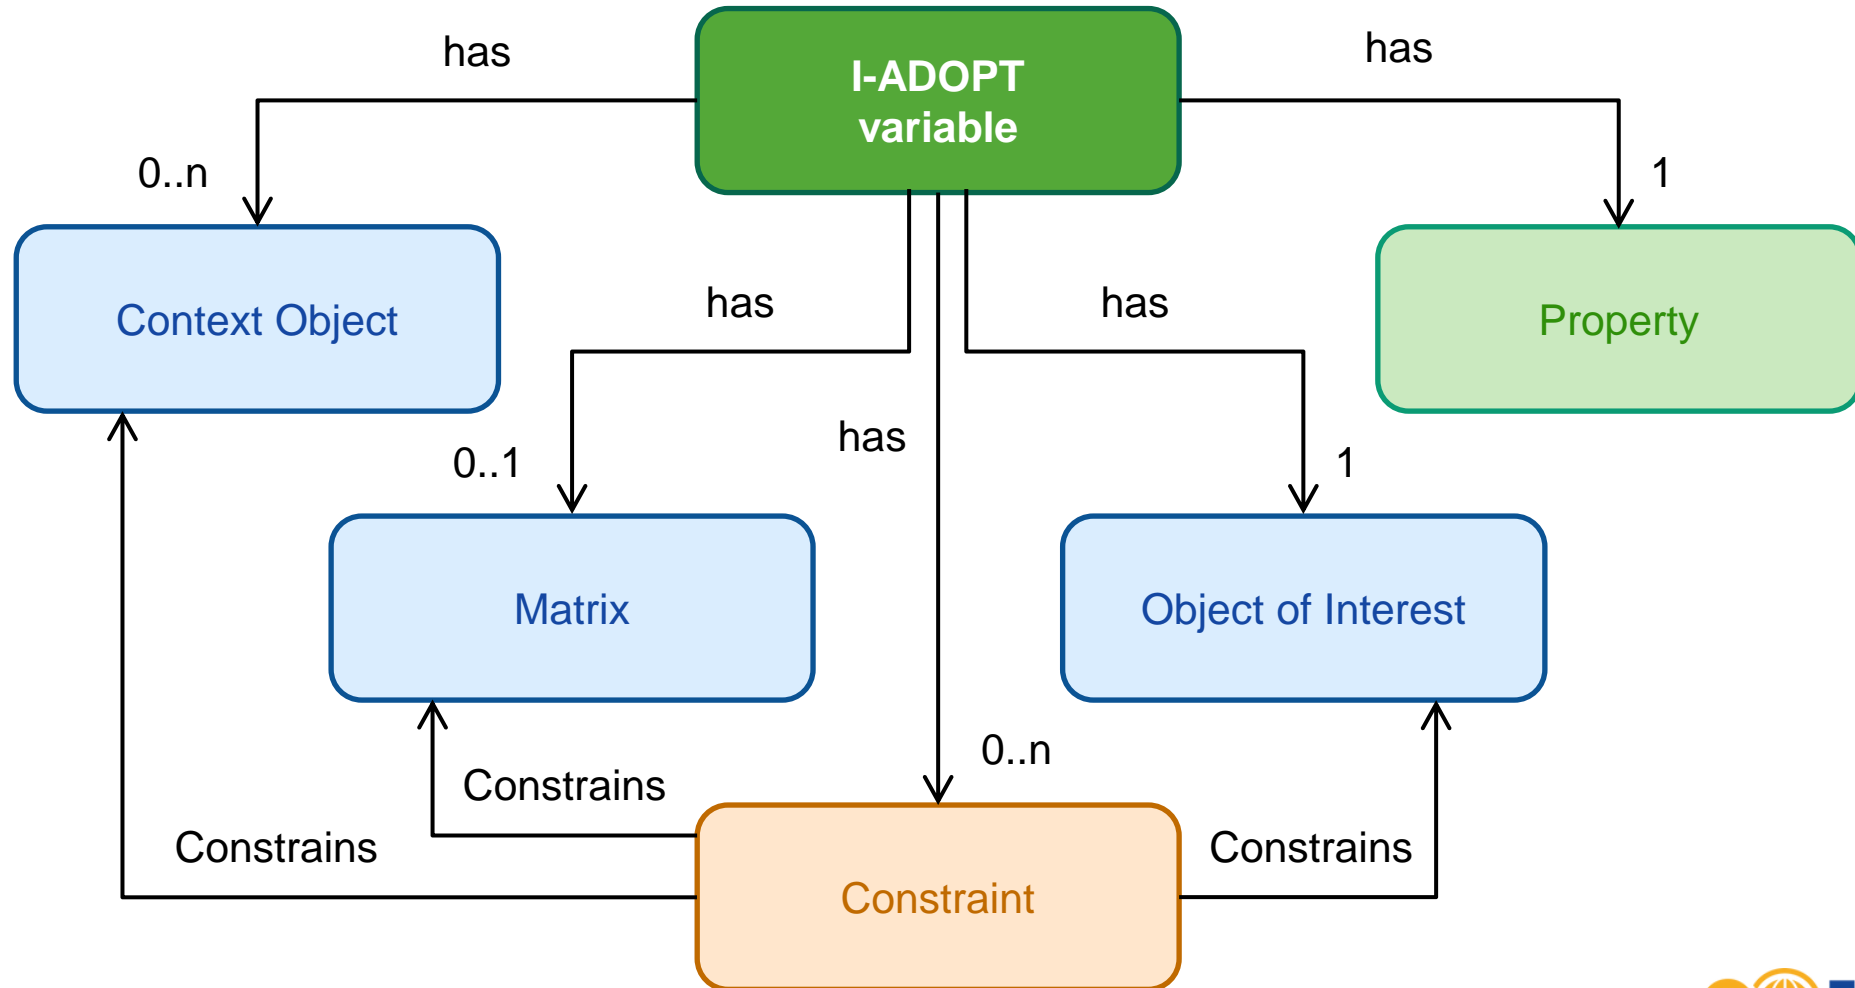 has
I-ADOPT
variable
has
0..n
1
Context Object
has
has
Property
has
0..1
1
Matrix
Object of Interest
0..n
Constrains
Constrains
Constraint
Constrains